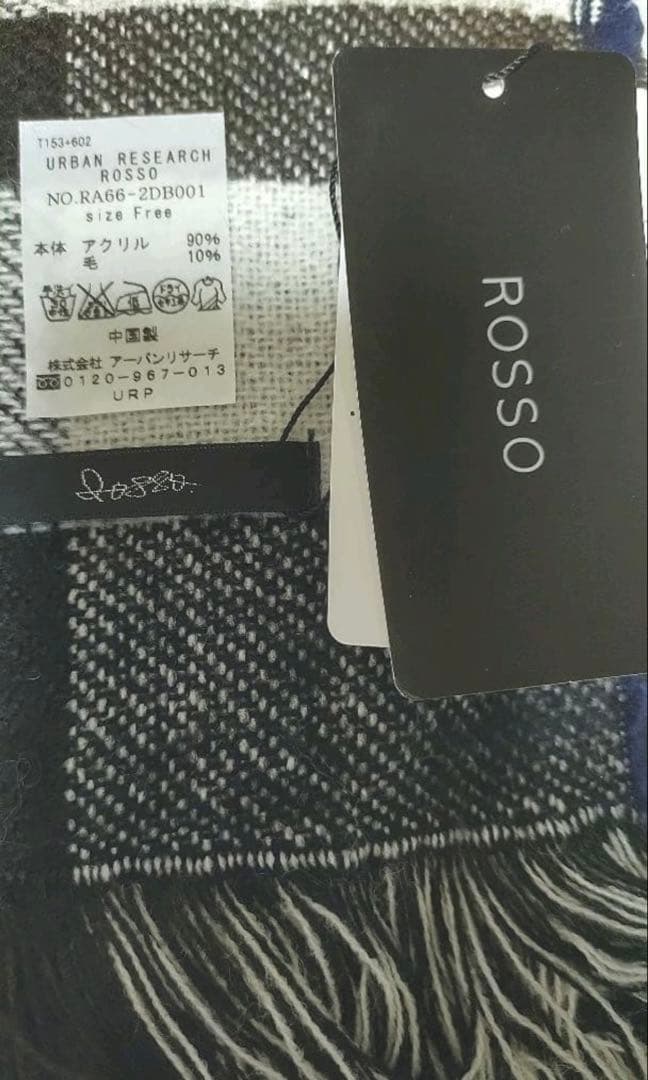 T153+602
URBAN RESEARCH
ROSSO
NO.RA66-2DB001
size Free
本体 アクリル 90%
毛 10%
中国製
株式会社 アーバンリサーチ
0120-967-013
URP
Rosso.
ROSSO